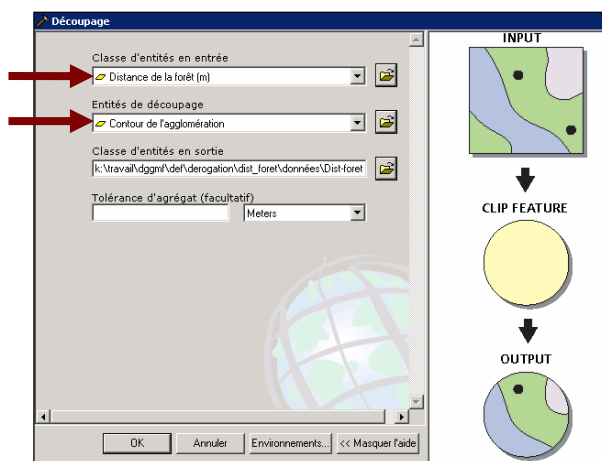 Découpage
Classe d'entités en entrée
Distance de la forêt (m)
Entités de découpage
Contour de l'agglomération
Classe d'entités en sortie
k:\travail\dggmf\def\derogation\dist_foret\données\Dist-foret
Tolérance d'agrégat (facultatif)
Meters
OK
Annuler
Environnements...
<< Masquer l'aide
INPUT
CLIP FEATURE
OUTPUT